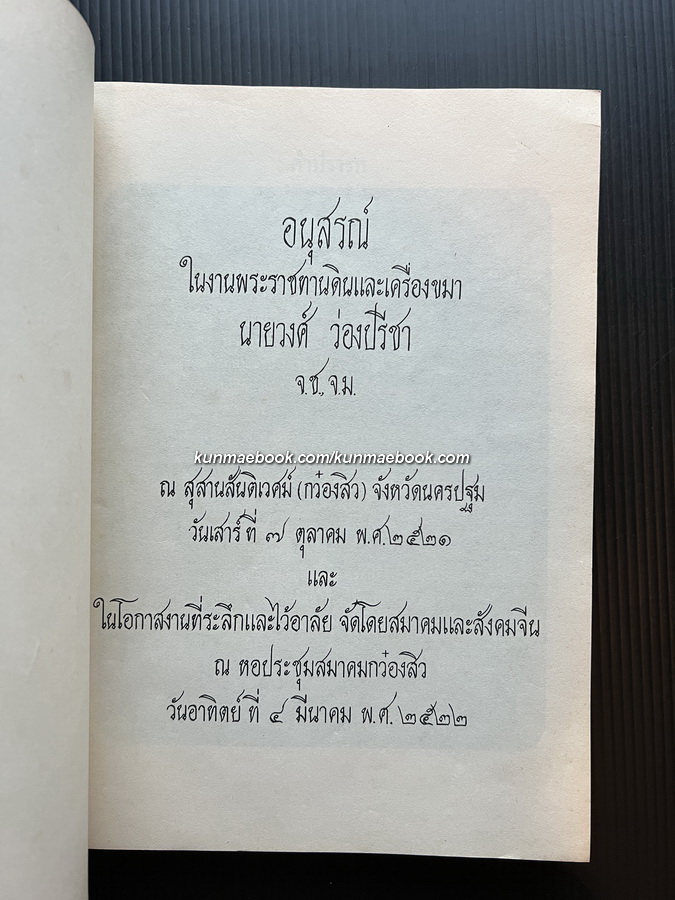 อนุสรณ์
ในงานพระราชทานดินและเครื่องขมา
นายวงศ์ ว่องปรีชา
จ.ช., จ.ม.
kunmaebook.com/kunmaebook.com
ณ สุสานสันติเวศม์ (กว๋องสิว) จังหวัดนครปฐม
วันเสาร์ ที่ ๗ ตุลาคม พ.ศ. ๒๕๒๑
และ
ในโอกาสงานที่ระลึกและไว้อาลัย จัดโดยสมาคมและสังคมจีน
ณ หอประชุมสมาคมกว๋องสิว
วันอาทิตย์ ที่ ๔ มีนาคม พ.ศ. ๒๕๒๒